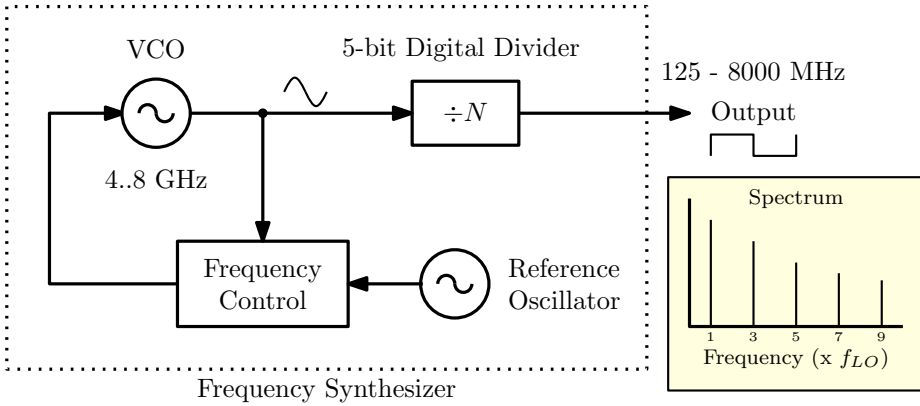 VCO
5-bit Digital Divider
125 - 8000 MHz
÷N
Output
4..8 GHz
Spectrum
Frequency
Control
Reference
Oscillator
1 3 5 7 9
Frequency (x f_LO)
Frequency Synthesizer